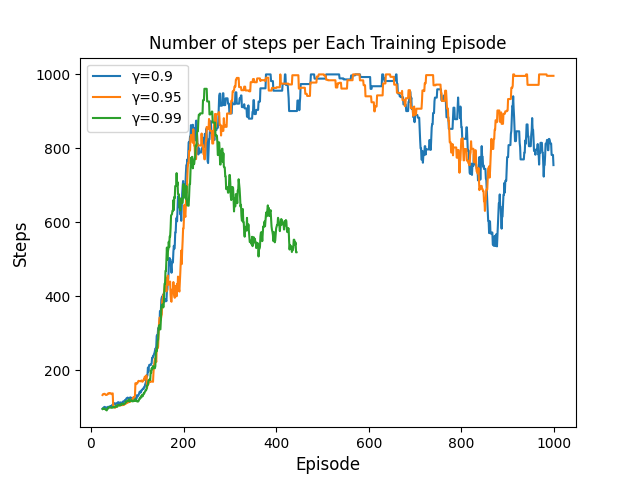 Number of steps per Each Training Episode
γ=0.9
γ=0.95
γ=0.99
1000
800
600
400
200
Steps
0 200 400 600 800 1000
Episode